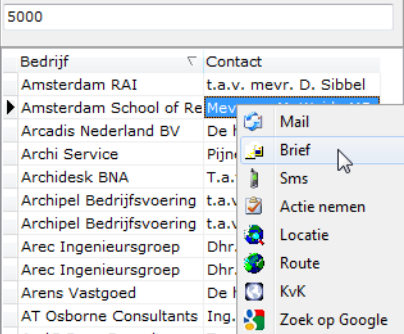 5000
Bedrijf Contact
Amsterdam RAI t.a.v. mevr. D. Sibbel
Amsterdam School of Re
Arcadis Nederland BV De
Archi Service
Archidesk BNA T.a.
Archipel Bedrijfsvoering t.a.v
Archipel Bedrijfsvoering t.a.v
Arec Ingenieursgroep Dhr.
Arec Ingenieursgroep Dhr.
Arens Vastgoed De
AT Osborne Consultants Ing.
Mail
Brief
Sms
Actie nemen
Locatie
Route
KvK
Zoek op Google